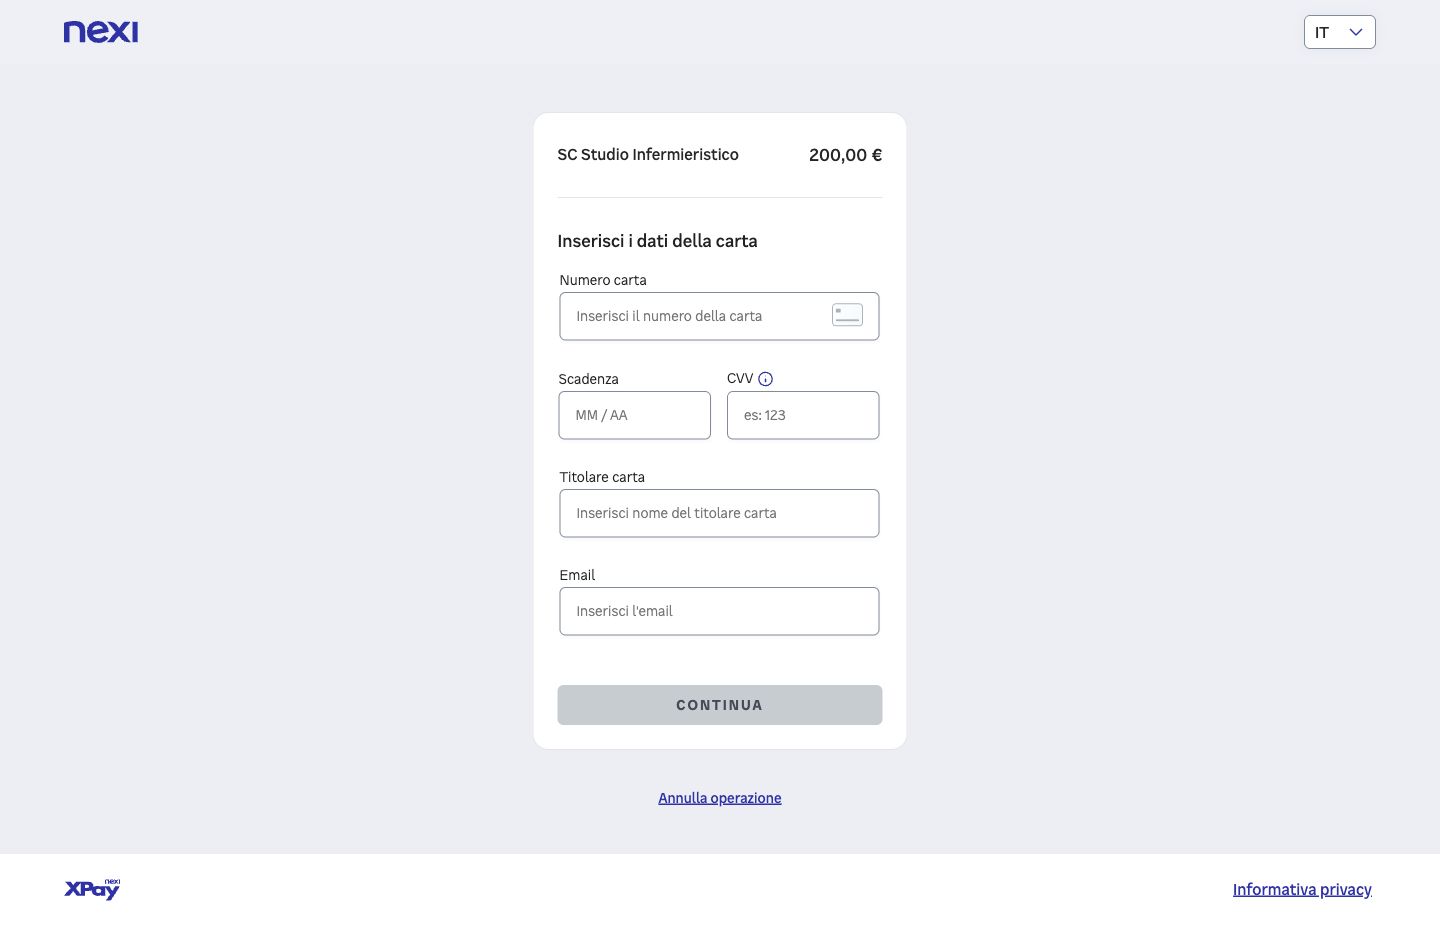 nexi
IT
SC Studio Infermieristico 200,00 €
Inserisci i dati della carta
Numero carta
Inserisci il numero della carta
Scadenza CVV
MM / AA es: 123
Titolare carta
Inserisci nome del titolare carta
Email
Inserisci l'email
CONTINUA
Annulla operazione
XPay nexi
Informativa privacy